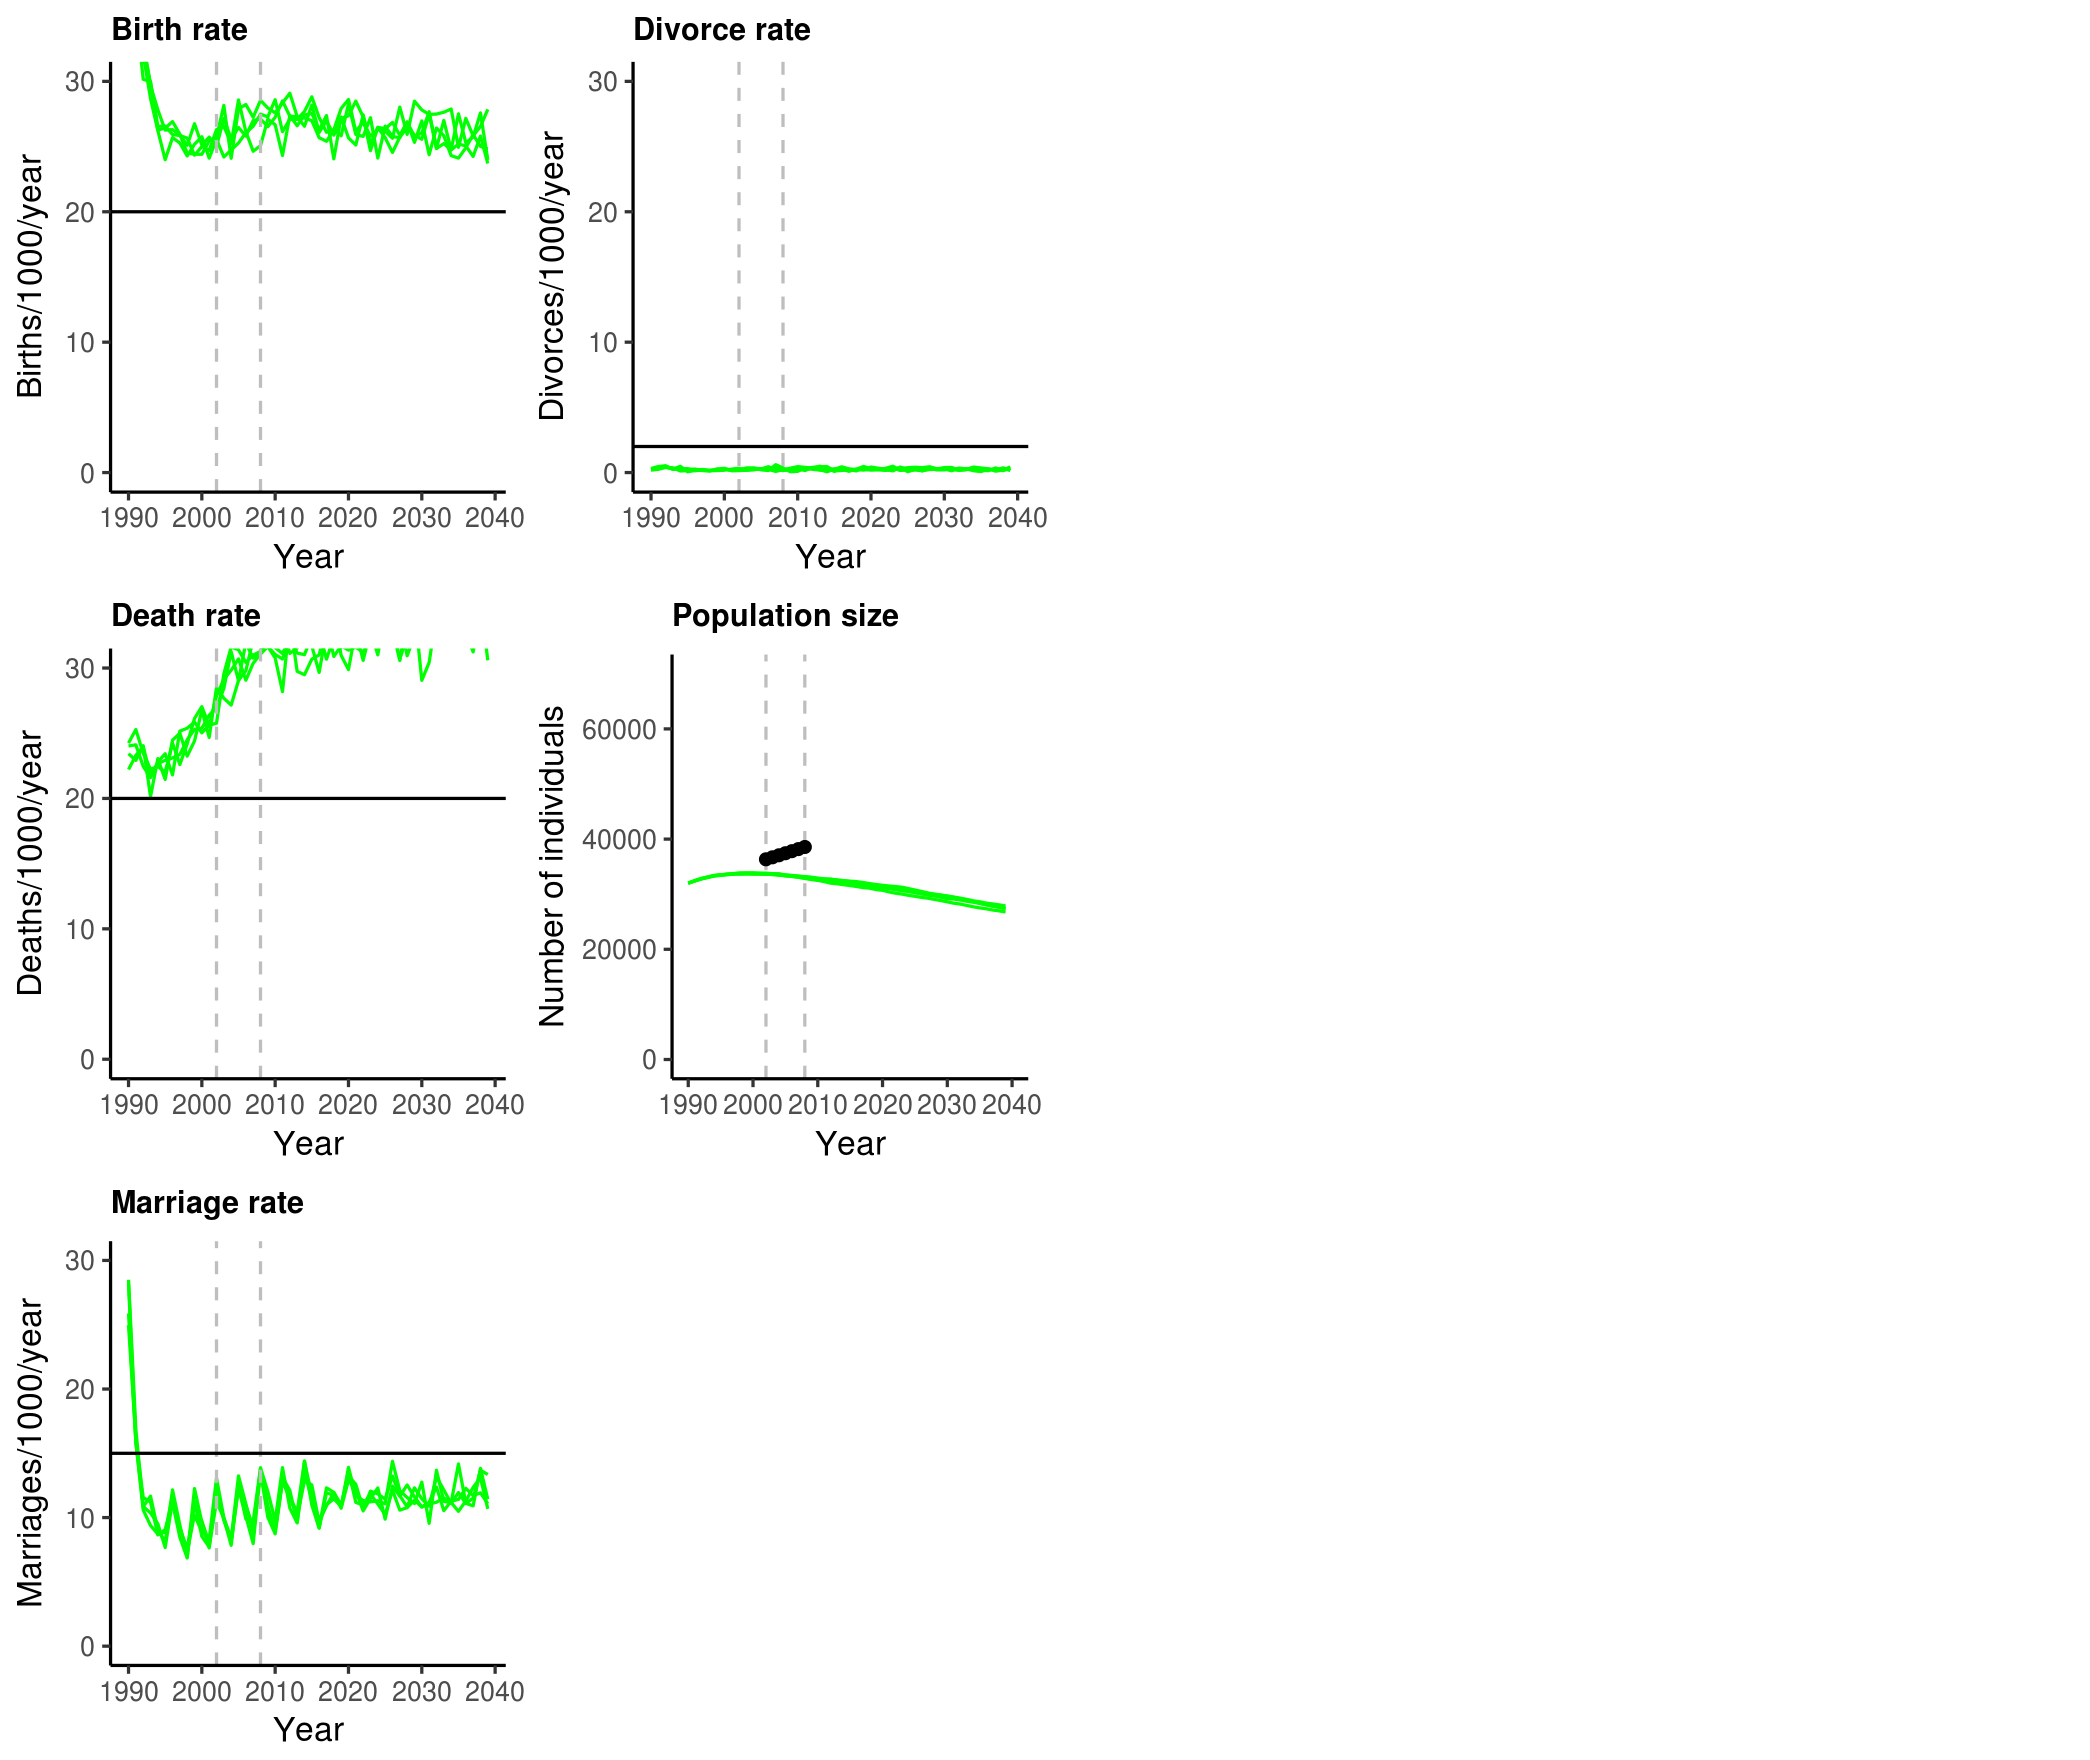 Birth rate
Births/1000/year
30
20
10
0
1990 2000 2010 2020 2030 2040
Year
Divorce rate
Divorces/1000/year
30
20
10
0
1990 2000 2010 2020 2030 2040
Year
Death rate
Deaths/1000/year
30
20
10
0
1990 2000 2010 2020 2030 2040
Year
Population size
Number of individuals
60000
40000
20000
0
1990 2000 2010 2020 2030 2040
Year
Marriage rate
Marriages/1000/year
30
20
10
0
1990 2000 2010 2020 2030 2040
Year